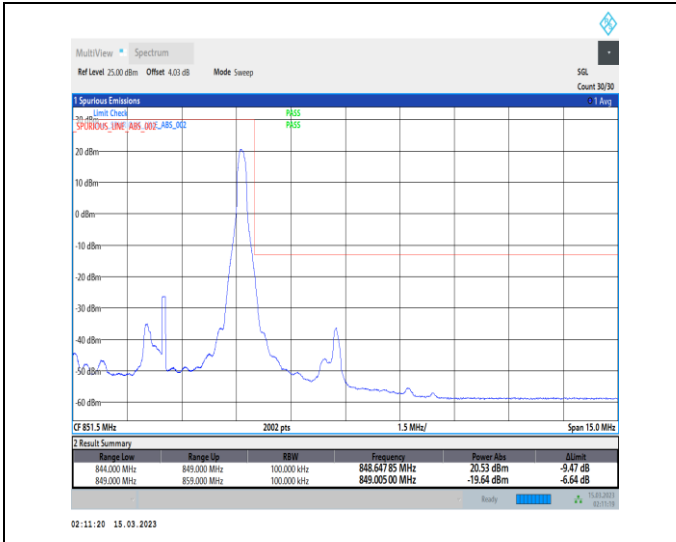 MultiView Spectrum
Ref Level 25.00 dBm Offset 4.03 dB Mode Sweep SGL
Count 30/30
1 Spurious Emissions 1 Avg
Limit Check PASS
_SPURIOUS_LINE_ABS_002 _ABS_002 PASS
20 dBm
10 dBm
0 dBm
-10 dBm
-20 dBm
-30 dBm
-40 dBm
-50 dBm
-60 dBm
CF 851.5 MHz 2002 pts 1.5 MHz/ Span 15.0 MHz
2 Result Summary
Range Low Range Up RBW Frequency Power Abs ΔLimit
844.000 MHz 849.000 MHz 100.000 kHz 848.647 85 MHz 20.53 dBm -9.47 dB
849.000 MHz 859.000 MHz 100.000 kHz 849.005 00 MHz -19.64 dBm -6.64 dB
Ready 15.03.2023
02:11:19
02:11:20 15.03.2023